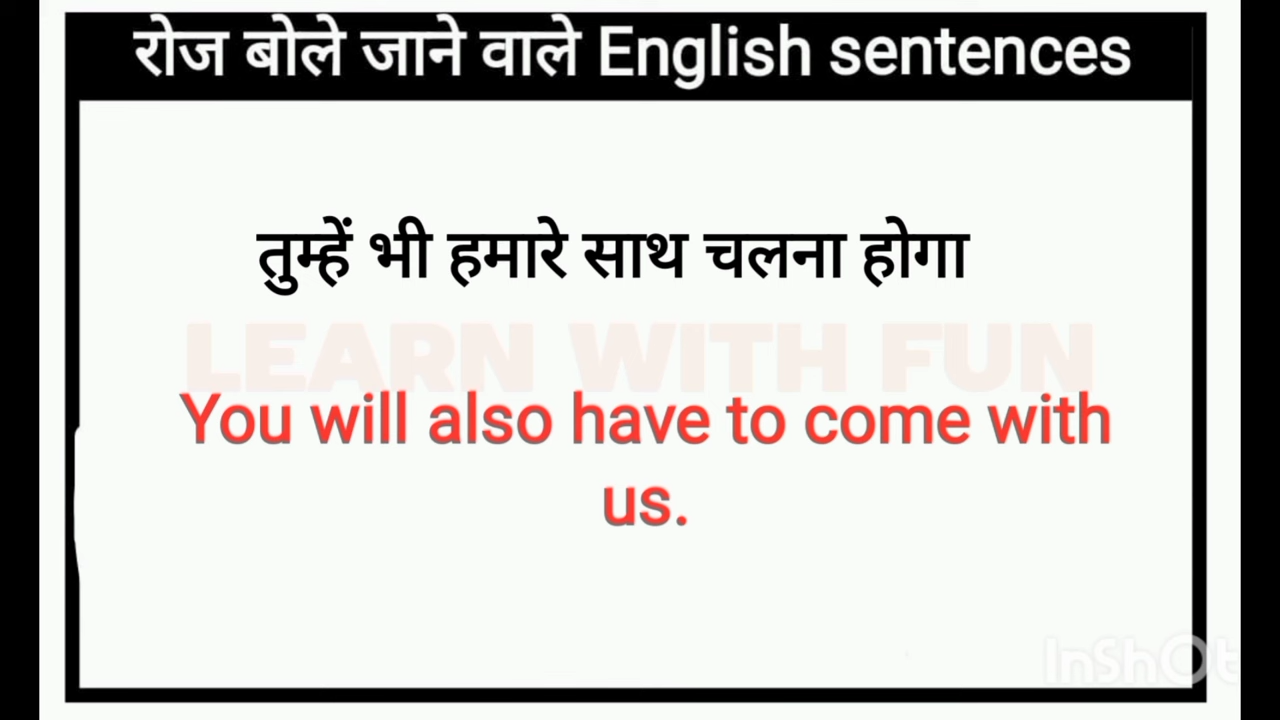 रोज बोले जाने वाले English sentences
तुम्हें भी हमारे साथ चलना होगा
LEARN WITH FUN
You will also have to come with
us.
InShOt